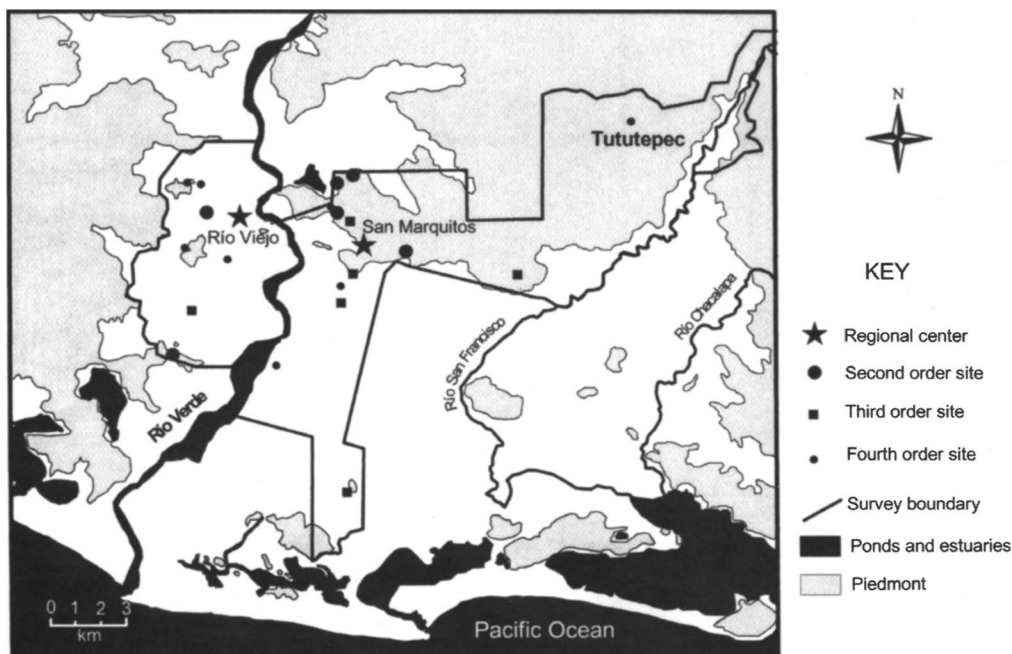 N
Tututepec
San Marquitos
Río Viejo
Río San Francisco
Río Chacalapa
Río Verde
0 1 2 3
km
Pacific Ocean
KEY
Regional center
Second order site
Third order site
Fourth order site
Survey boundary
Ponds and estuaries
Piedmont